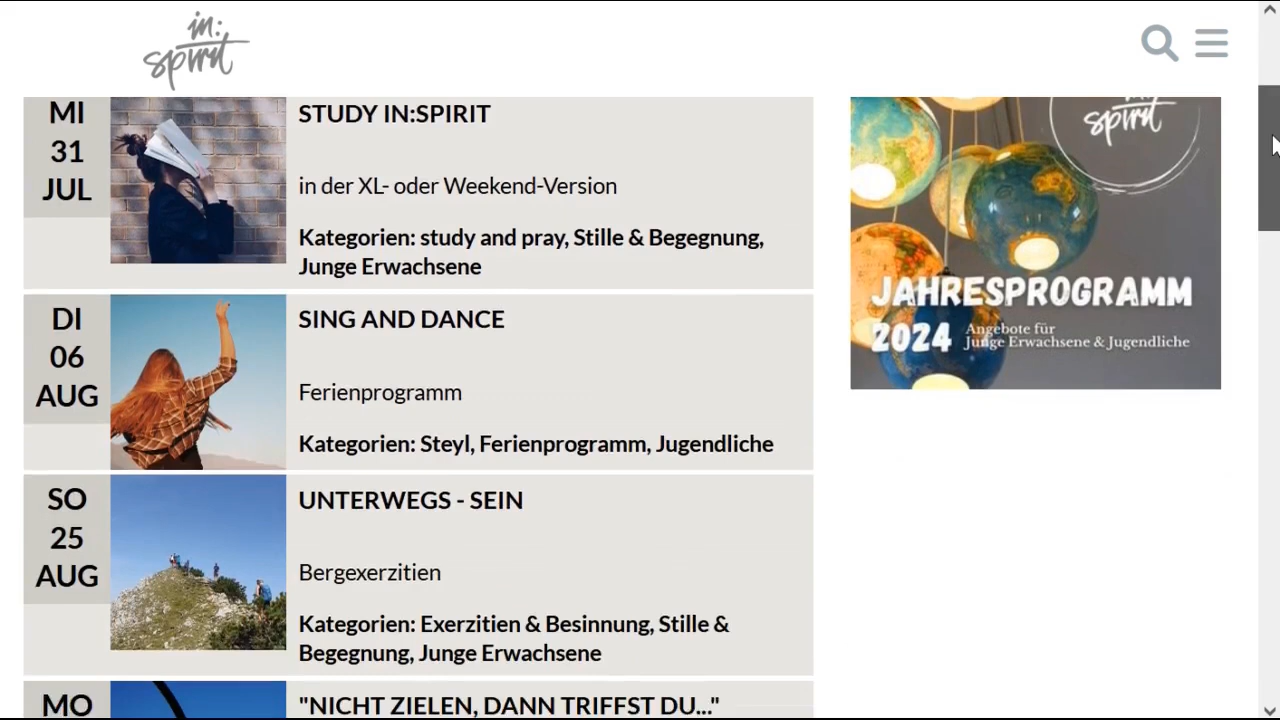 in:
spirit
MI
31
JUL
STUDY IN:SPIRIT
in der XL- oder Weekend-Version
Kategorien: study and pray, Stille & Begegnung,
Junge Erwachsene
DI
06
AUG
SING AND DANCE
Ferienprogramm
Kategorien: Steyl, Ferienprogramm, Jugendliche
SO
25
AUG
UNTERWEGS - SEIN
Bergexerzitien
Kategorien: Exerzitien & Besinnung, Stille &
Begegnung, Junge Erwachsene
MO
"NICHT ZIELEN, DANN TRIFFST DU..."
spirit
JAHRESPROGRAMM
2024 Angebote für
Junge Erwachsene & Jugendliche